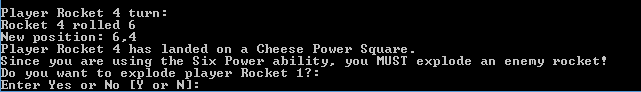 Player Rocket 4 turn:
Rocket 4 rolled 6
New position: 6,4
Player Rocket 4 has landed on a Cheese Power Square.
Since you are using the Six Power ability, you MUST explode an enemy rocket!
Do you want to explode player Rocket 1?:
Enter Yes or No [Y or N]: